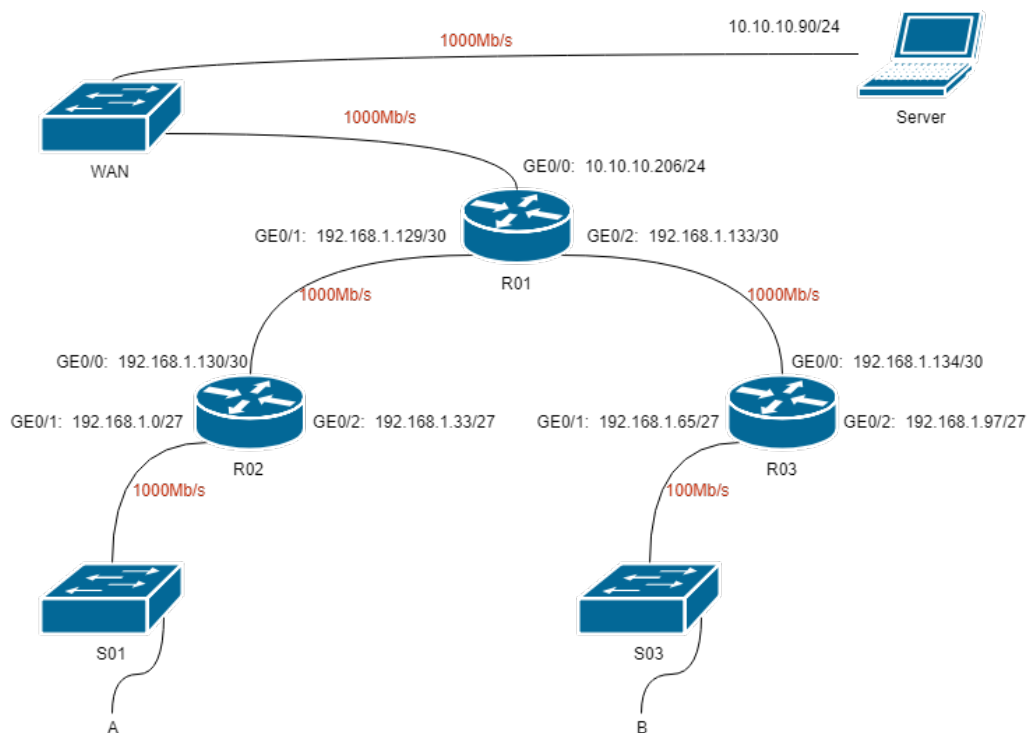 10.10.10.90/24
1000Mb/s
Server
1000Mb/s
WAN
GE0/0: 10.10.10.206/24
GE0/1: 192.168.1.129/30
GE0/2: 192.168.1.133/30
R01
1000Mb/s
1000Mb/s
GE0/0: 192.168.1.130/30
GE0/0: 192.168.1.134/30
GE0/1: 192.168.1.0/27
GE0/2: 192.168.1.33/27
GE0/1: 192.168.1.65/27
GE0/2: 192.168.1.97/27
R02
R03
1000Mb/s
100Mb/s
S01
S03
A
B